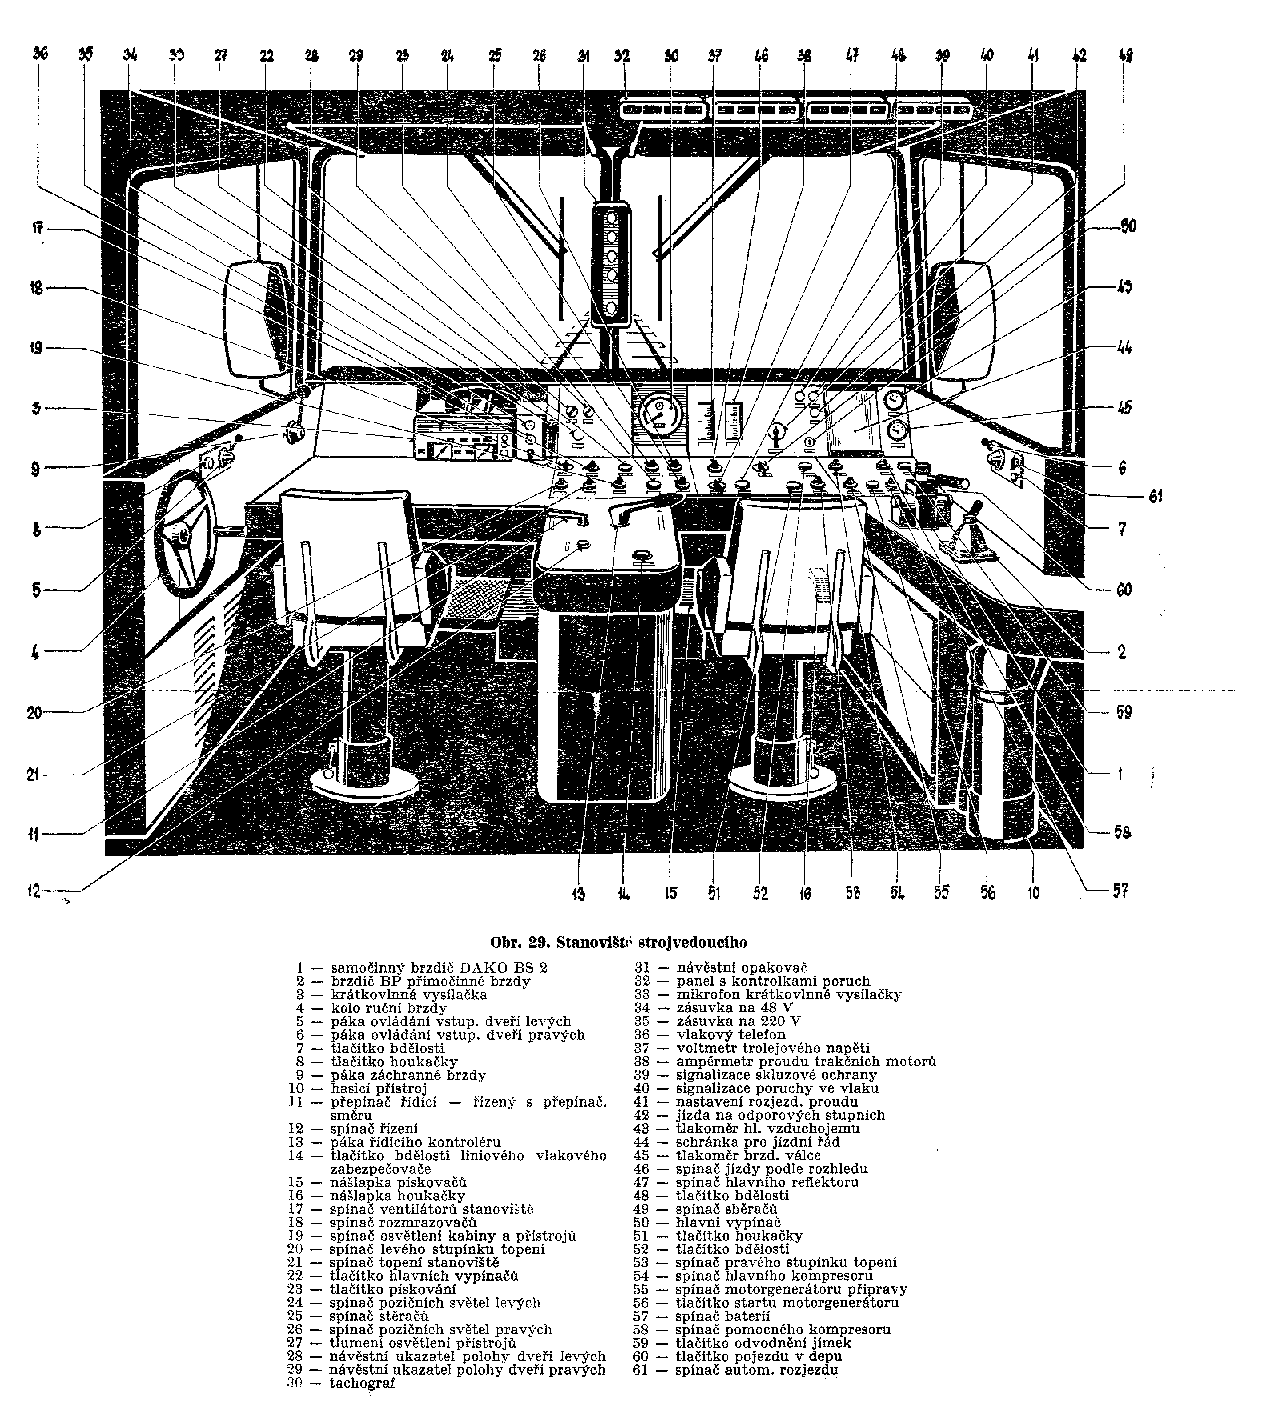 36 35 34 33 27 22 28 29 23 24 25 26 31 32 30 37 46 38 47 48 39 40 41 42 49
17
50
18
43
19
44
3
45
9
6
61
8
7
5
60
4
2
20
59
21
1
11
58
12
13 14 15 51 52 16 53 54 55 56 10 57
Obr. 29. Stanoviště strojvedoucího
1 — samočinný brzdič DAKO BS 2
2 — brzdič BP přímočinné brzdy
3 — krátkovlnná vysílačka
4 — kolo ruční brzdy
5 — páka ovládání vstup. dveří levých
6 — páka ovládání vstup. dveří pravých
7 — tlačítko bdělosti
8 — tlačítko houkačky
9 — páka záchranné brzdy
10 — hasicí přístroj
11 — přepínač řídící — řízený s přepínač.
směru
12 — spínač řízení
13 — páka řídícího kontroléru
14 — tlačítko bdělosti liniového vlakového
zabezpečovače
15 — nášlapka pískovačů
16 — nášlapka houkačky
17 — spínač ventilátorů stanoviště
18 — spínač rozmrazovačů
19 — spínač osvětlení kabiny a přístrojů
20 — spínač levého stupínku topení
21 — spínač topení stanoviště
22 — tlačítko hlavních vypínačů
23 — tlačítko pískování
24 — spínač pozičních světel levých
25 — spínač stěračů
26 — spínač pozičních světel pravých
27 — tlumení osvětlení přístrojů
28 — návěstní ukazatel polohy dveří levých
29 — návěstní ukazatel polohy dveří pravých
30 — tachograf
31 — návěstní opakovač
32 — panel s kontrolkami poruch
33 — mikrofon krátkovlnné vysílačky
34 — zásuvka na 48 V
35 — zásuvka na 220 V
36 — vlakový telefon
37 — voltmetr trolejového napětí
38 — ampérmetr proudu trakčních motorů
39 — signalizace skluzové ochrany
40 — signalizace poruchy ve vlaku
41 — nastavení rozjezd. proudu
42 — jízda na odporových stupních
43 — tlakoměr hl. vzduchojemu
44 — schránka pro jízdní řád
45 — tlakoměr brzd. válce
46 — spínač jízdy podle rozhledu
47 — spínač hlavního reflektoru
48 — tlačítko bdělosti
49 — spínač sběračů
50 — hlavní vypínač
51 — tlačítko houkačky
52 — tlačítko bdělosti
53 — spínač pravého stupínku topení
54 — spínač hlavního kompresoru
55 — spínač motorgenerátoru přípravy
56 — tlačítko startu motorgenerátoru
57 — spínač baterií
58 — spínač pomocného kompresoru
59 — tlačítko odvodnění jímek
60 — tlačítko pojezdu v depu
61 — spínač autom. rozjezdu